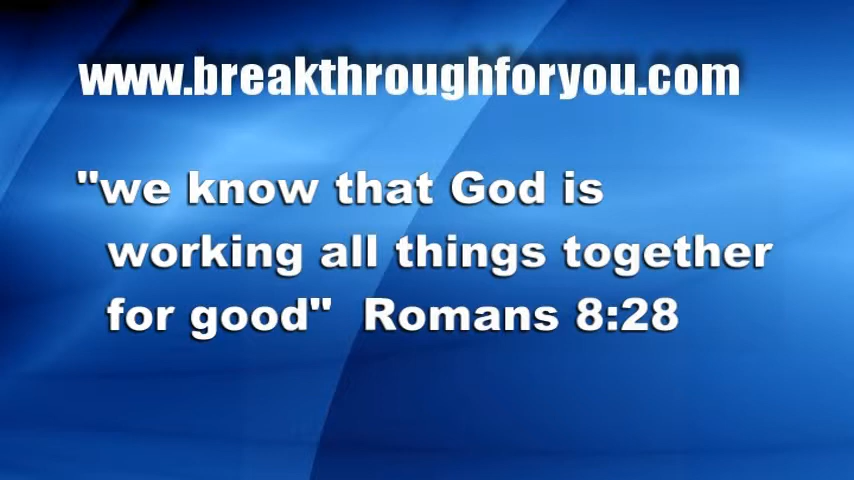 www.breakthroughforyou.com
"we know that God is
working all things together
for good" Romans 8:28